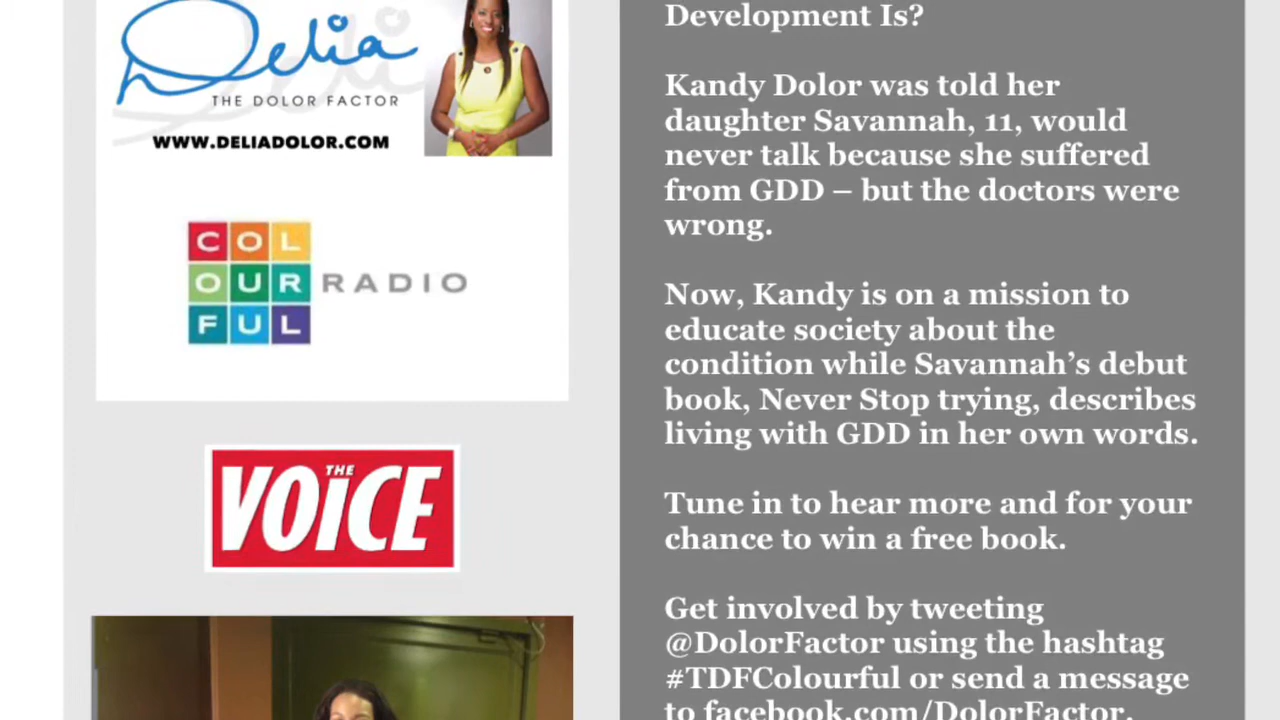 Delia
THE DOLOR FACTOR
WWW.DELIADOLOR.COM
COL
OUR RADIO
FUL
THE
VOICE
Development Is?
Kandy Dolor was told her
daughter Savannah, 11, would
never talk because she suffered
from GDD – but the doctors were
wrong.
Now, Kandy is on a mission to
educate society about the
condition while Savannah’s debut
book, Never Stop trying, describes
living with GDD in her own words.
Tune in to hear more and for your
chance to win a free book.
Get involved by tweeting
@DolorFactor using the hashtag
#TDFColourful or send a message
to facebook.com/DolorFactor.